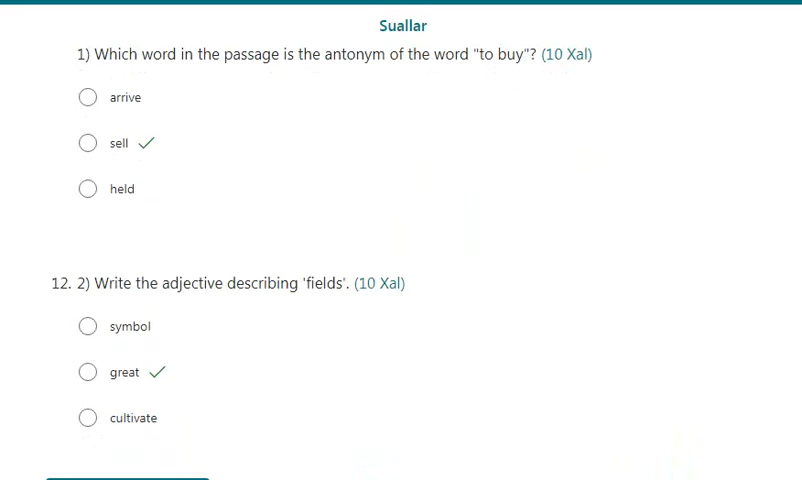 Suallar
1) Which word in the passage is the antonym of the word "to buy"? (10 Xal)
arrive
sell
held
12. 2) Write the adjective describing 'fields'. (10 Xal)
symbol
great
cultivate